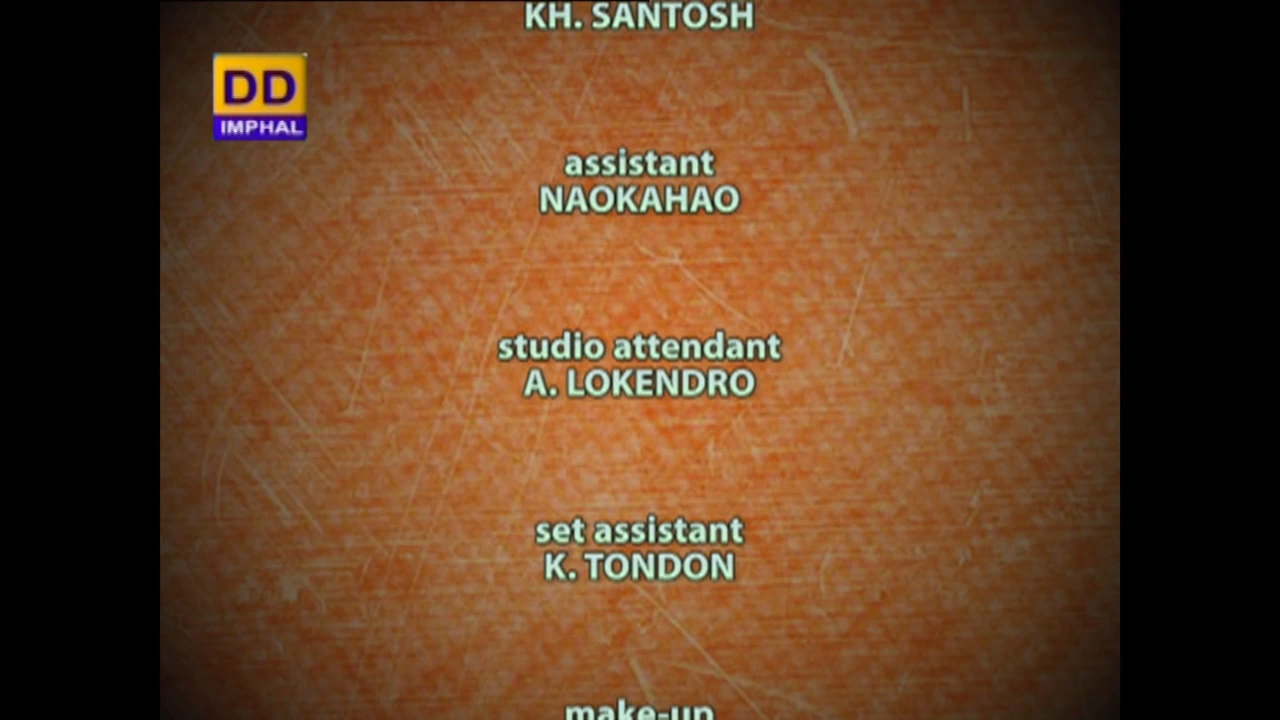 KH. SANTOSH
DD
IMPHAL
assistant
NAOKAHAO
studio attendant
A. LOKENDRO
set assistant
K. TONDON
make-up